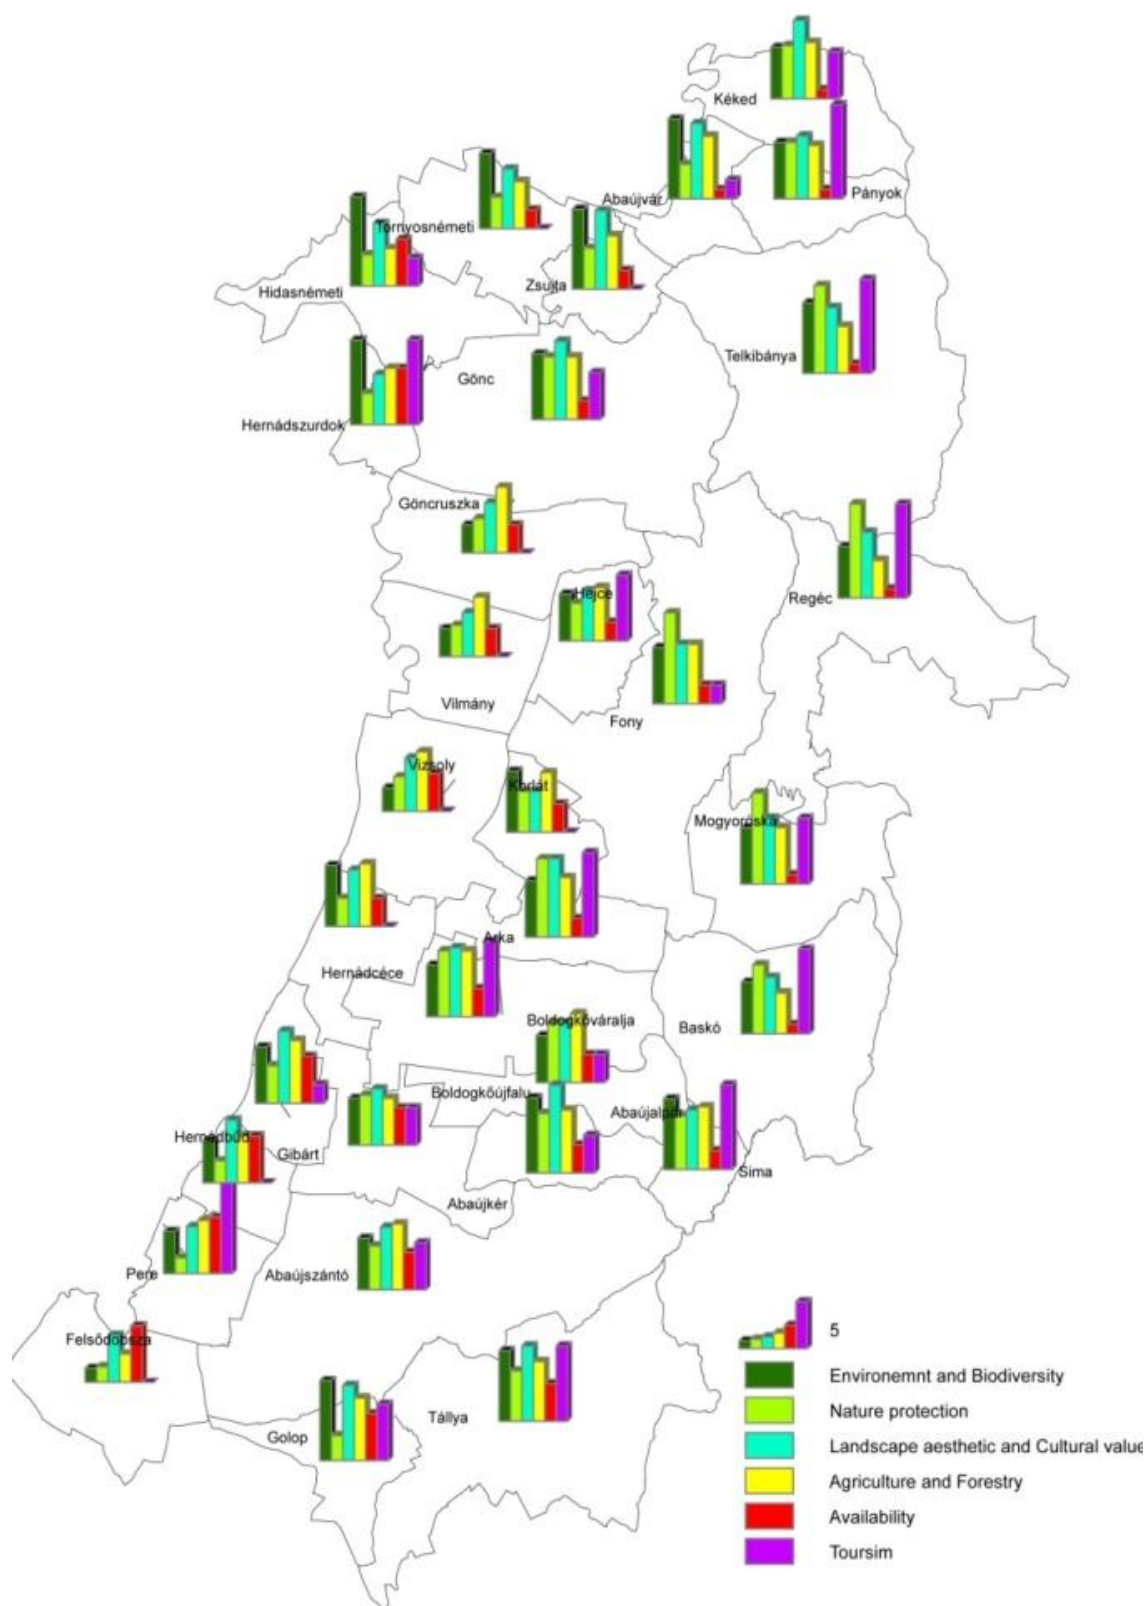 Kéked
Pányok
Abaújvár
Tornyosnémeti
Zsujta
Hidasnémeti
Telkibánya
Gönc
Hernádszurdok
Göncruszka
Hejce
Regéc
Vilmány
Fony
Vizsoly
Korlát
Mogyoróska
Arka
Hernádcéce
Boldogkőváralja
Baskó
Boldogkőújfalu
Abaújalpár
Hernádbűd
Gibárt
Sima
Abaújkér
Pere
Abaújszántó
Felsődobsza
Tállya
Golop
5
Environemnt and Biodiversity
Nature protection
Landscape aesthetic and Cultural value
Agriculture and Forestry
Availability
Toursim